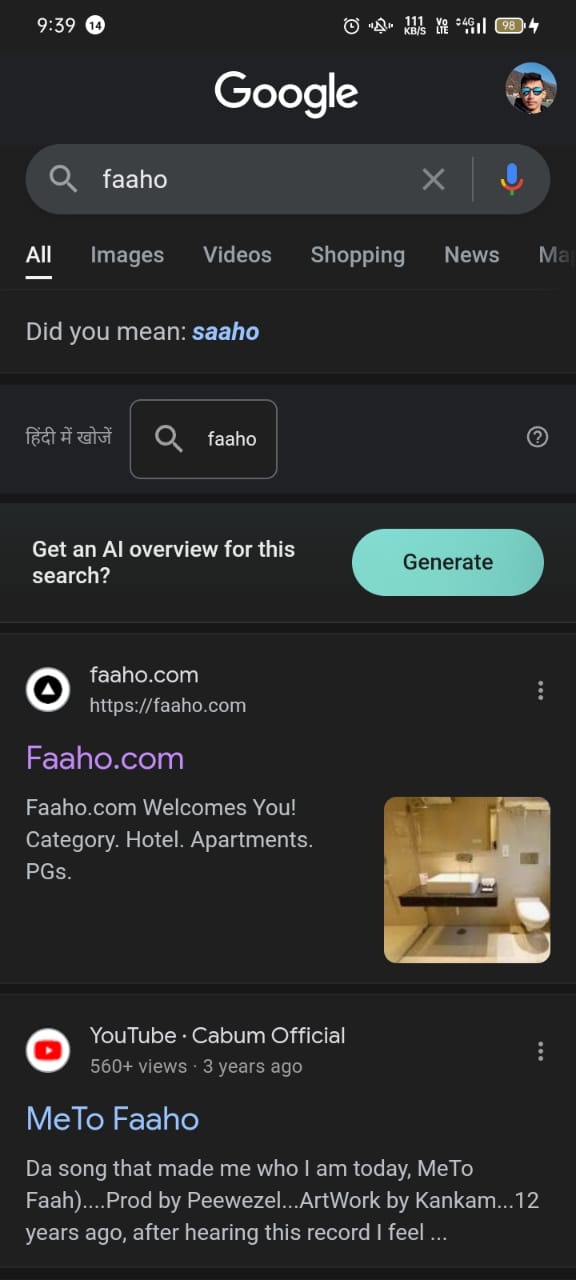 9:39 14 111 KB/S Vo LTE 4G 98
Google
faaho
All Images Videos Shopping News Ma
Did you mean: saaho
हिंदी में खोजें faaho
Get an AI overview for this
search?
Generate
faaho.com
https://faaho.com
Faaho.com
Faaho.com Welcomes You!
Category. Hotel. Apartments.
PGs.
YouTube · Cabum Official
560+ views · 3 years ago
MeTo Faaho
Da song that made me who I am today, MeTo
Faah)....Prod by Peewezel...ArtWork by Kankam...12
years ago, after hearing this record I feel ...